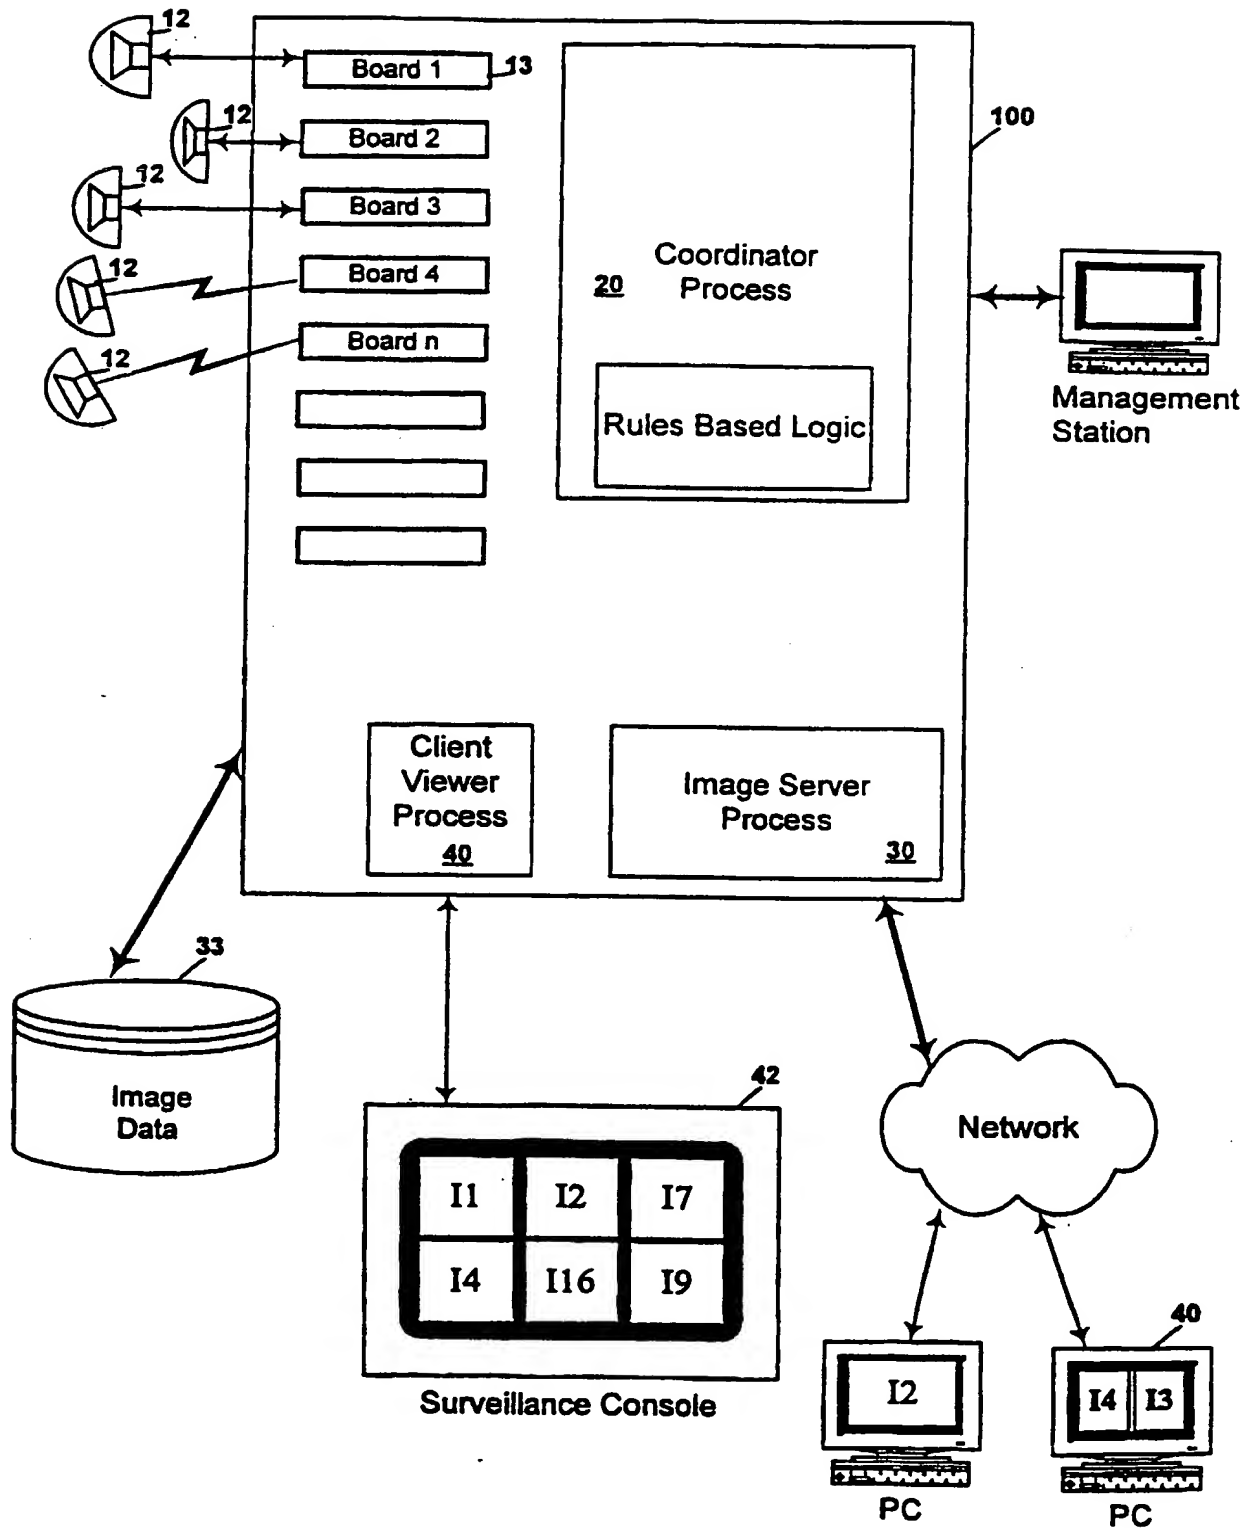 12
Board 1
13
12
Board 2
100
12
Board 3
Coordinator
Process
20
12
Board 4
12
Board n
Rules Based Logic
Management
Station
Client
Viewer
Process
40
Image Server
Process
30
33
Image
Data
42
Network
I1
I2
I7
I4
I16
I9
Surveillance Console
40
I2
I4
I3
PC
PC